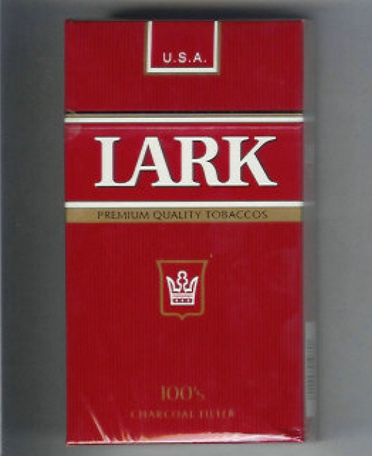 U.S.A.
LARK
PREMIUM QUALITY TOBACCOS
100's
CHARCOAL FILTER